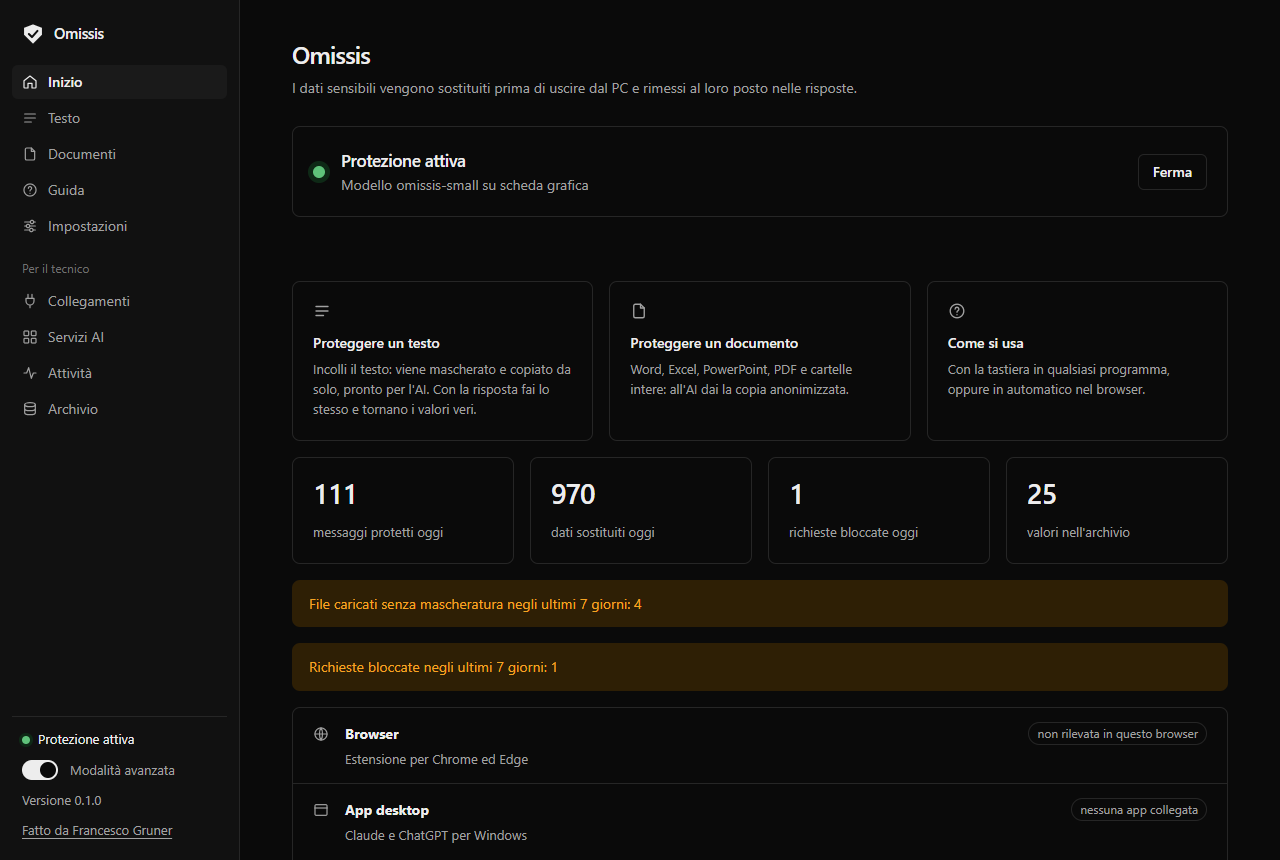 Omissis
Inizio
Testo
Documenti
Guida
Impostazioni
Per il tecnico
Collegamenti
Servizi AI
Attività
Archivio
Protezione attiva
Modalità avanzata
Versione 0.1.0
Fatto da Francesco Gruner
Omissis
I dati sensibili vengono sostituiti prima di uscire dal PC e rimessi al loro posto nelle risposte.
Protezione attiva
Modello omissis-small su scheda grafica
Ferma
Proteggere un testo
Incolli il testo: viene mascherato e copiato da
solo, pronto per l'AI. Con la risposta fai lo
stesso e tornano i valori veri.
Proteggere un documento
Word, Excel, PowerPoint, PDF e cartelle
intere: all'AI dai la copia anonimizzata.
Come si usa
Con la tastiera in qualsiasi programma,
oppure in automatico nel browser.
111
messaggi protetti oggi
970
dati sostituiti oggi
1
richieste bloccate oggi
25
valori nell'archivio
File caricati senza mascheratura negli ultimi 7 giorni: 4
Richieste bloccate negli ultimi 7 giorni: 1
Browser
Estensione per Chrome ed Edge
non rilevata in questo browser
App desktop
Claude e ChatGPT per Windows
nessuna app collegata